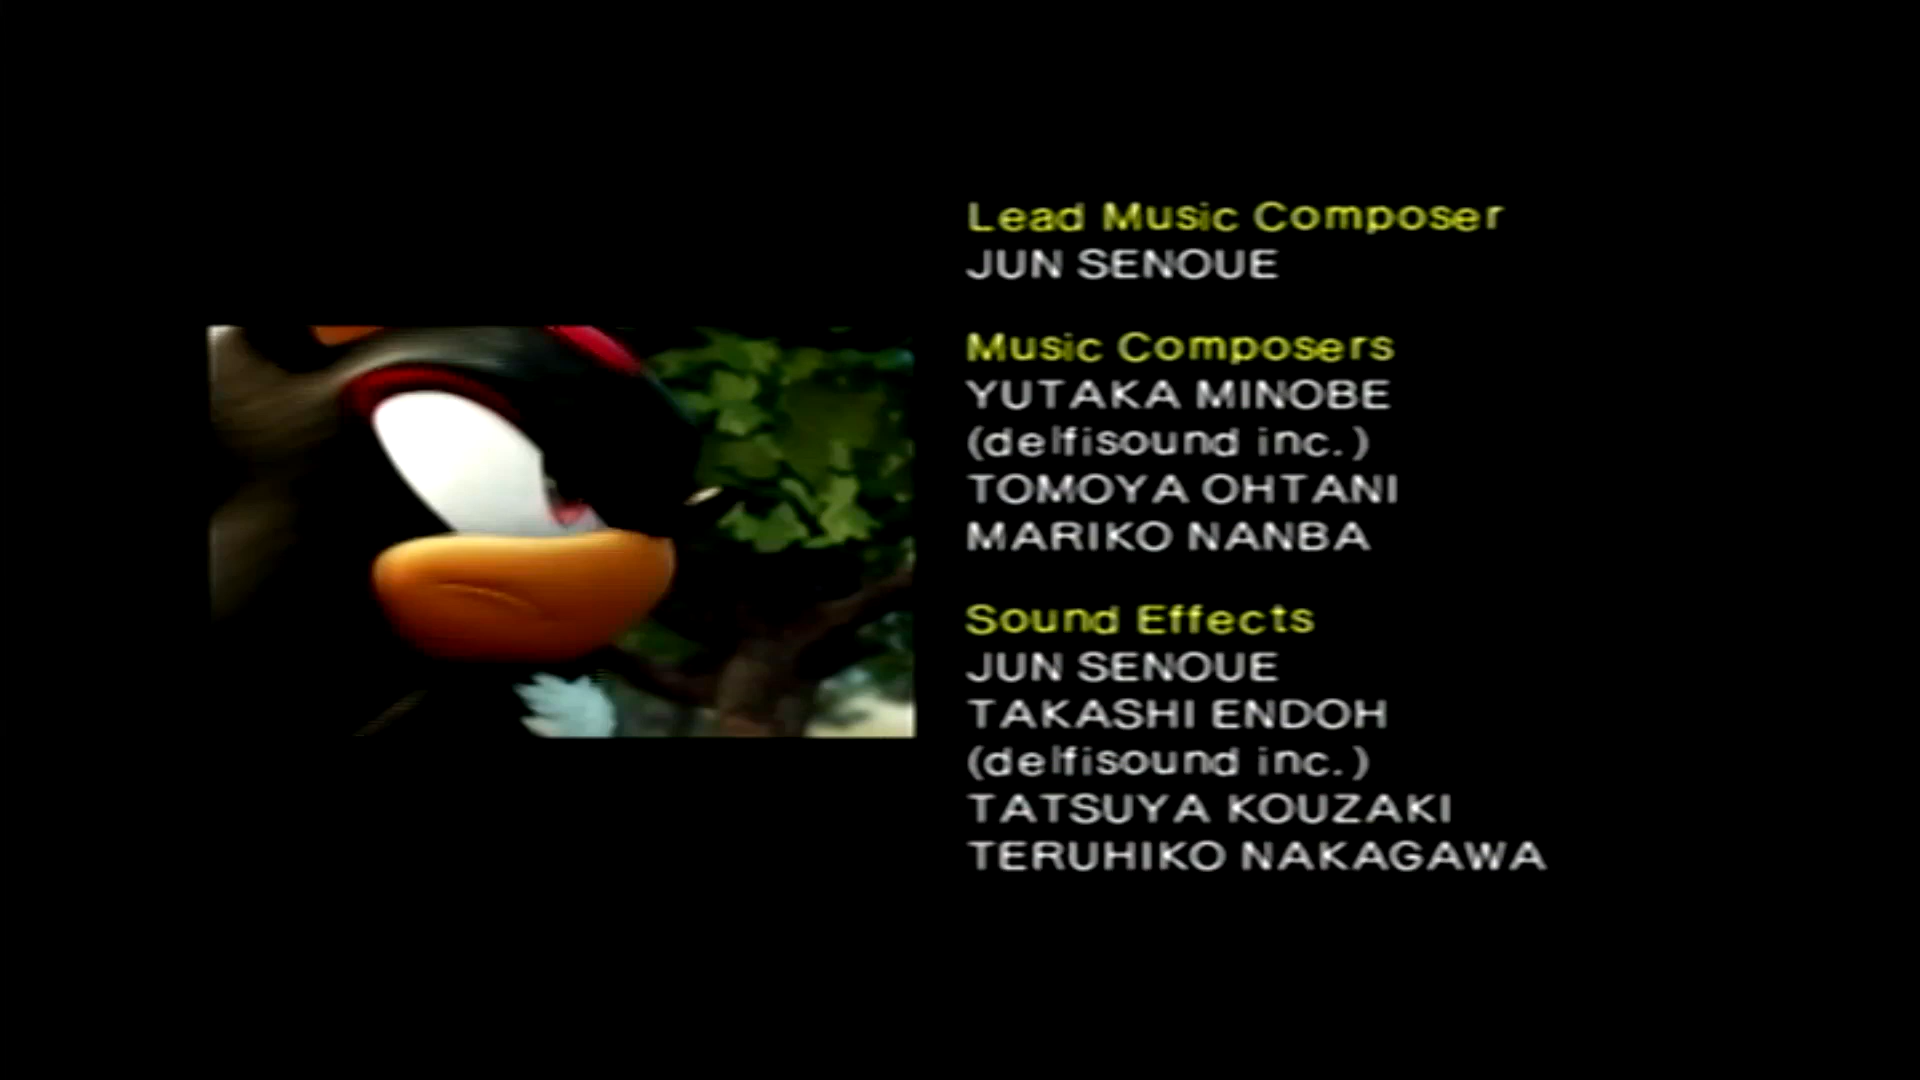 Lead Music Composer
JUN SENOUE
Music Composers
YUTAKA MINOBE
(delfisound inc.)
TOMOYA OHTANI
MARIKO NANBA
Sound Effects
JUN SENOUE
TAKASHI ENDOH
(delfisound inc.)
TATSUYA KOUZAKI
TERUHIKO NAKAGAWA